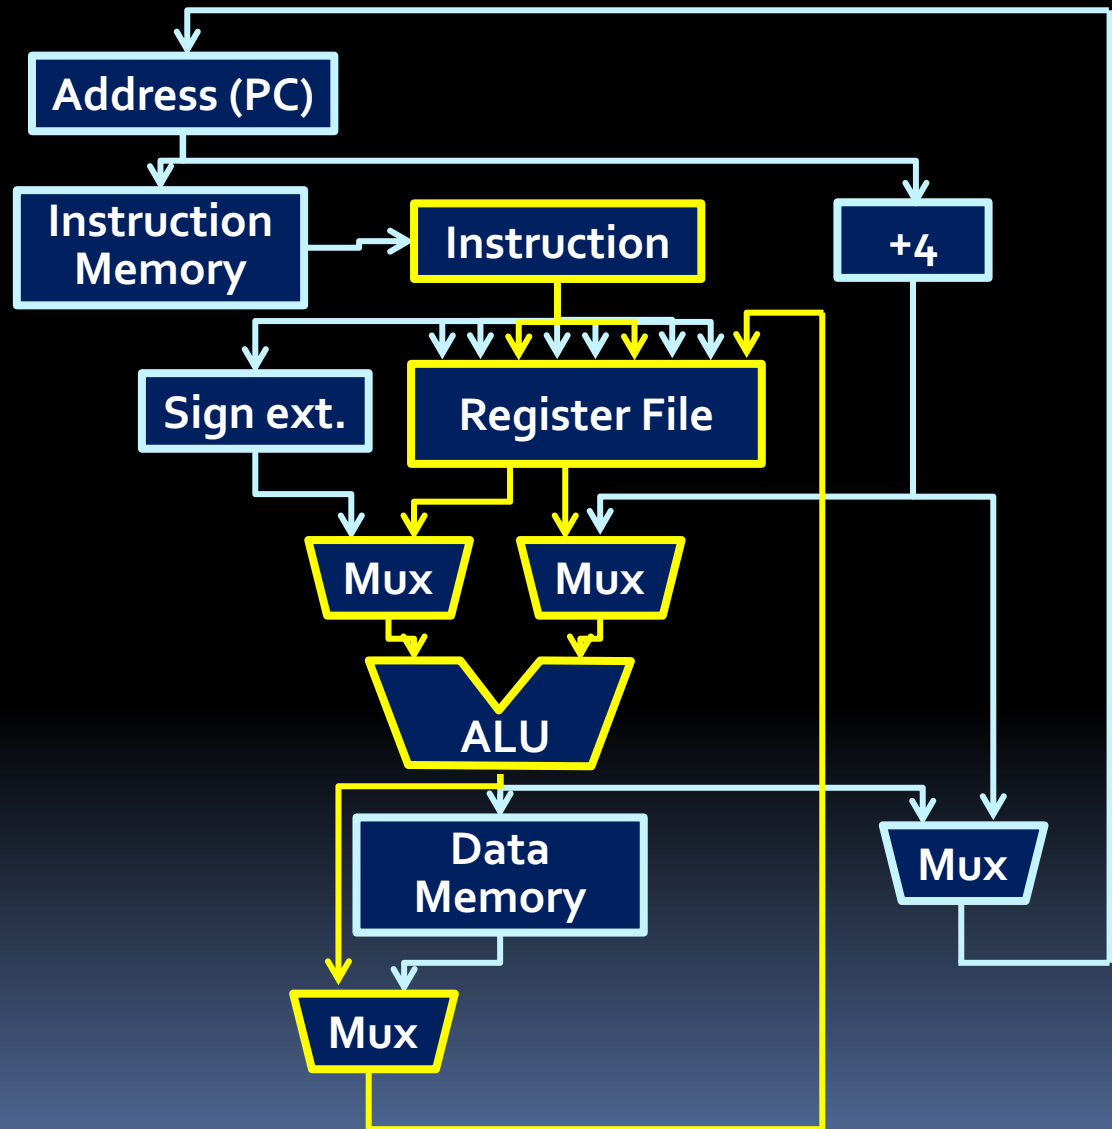 Address (PC)
Instruction
Memory
Instruction
+4
Sign ext.
Register File
Mux
Mux
ALU
Data
Memory
Mux
Mux